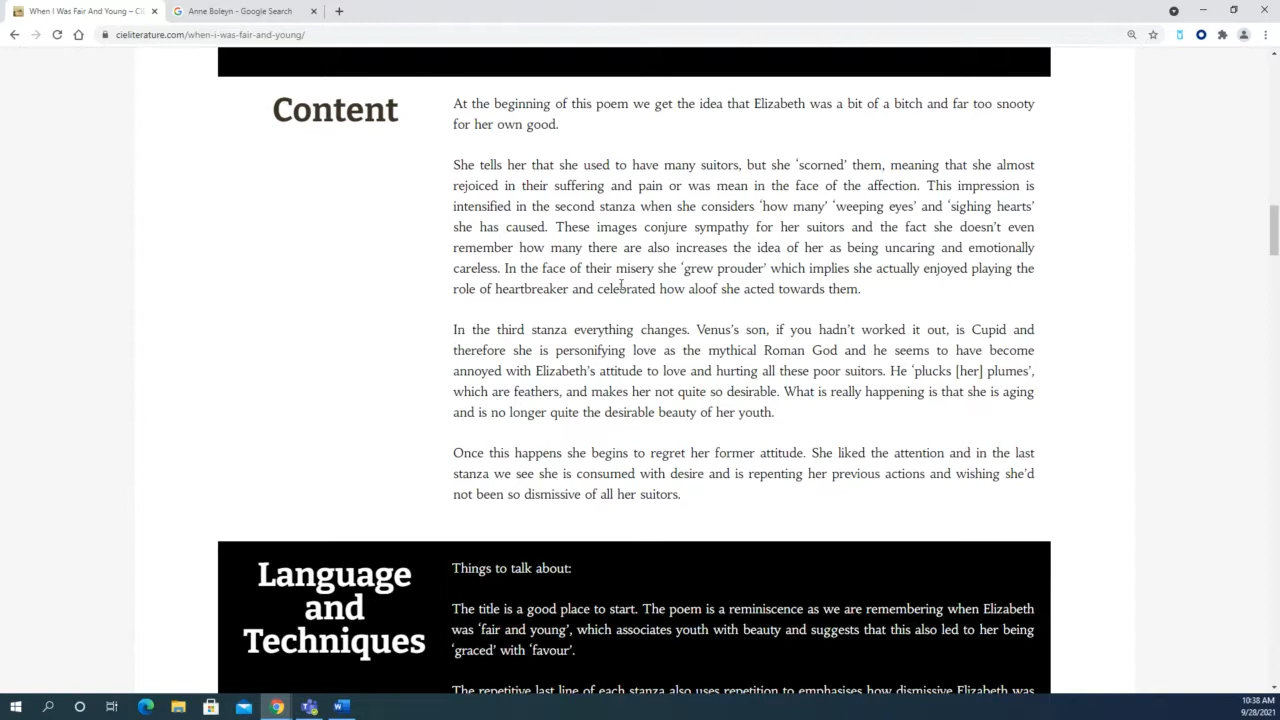 When I Was Fair And Young – CIE
Anne Boleyn - Google Search
cieliterature.com/when-i-was-fair-and-young/
Content
At the beginning of this poem we get the idea that Elizabeth was a bit of a bitch and far too snooty
for her own good.
She tells her that she used to have many suitors, but she ‘scorned’ them, meaning that she almost
rejoiced in their suffering and pain or was mean in the face of the affection. This impression is
intensified in the second stanza when she considers ‘how many’ ‘weeping eyes’ and ‘sighing hearts’
she has caused. These images conjure sympathy for her suitors and the fact she doesn’t even
remember how many there are also increases the idea of her as being uncaring and emotionally
careless. In the face of their misery she ‘grew prouder’ which implies she actually enjoyed playing the
role of heartbreaker and celebrated how aloof she acted towards them.
In the third stanza everything changes. Venus’s son, if you hadn’t worked it out, is Cupid and
therefore she is personifying love as the mythical Roman God and he seems to have become
annoyed with Elizabeth’s attitude to love and hurting all these poor suitors. He ‘plucks [her] plumes’,
which are feathers, and makes her not quite so desirable. What is really happening is that she is aging
and is no longer quite the desirable beauty of her youth.
Once this happens she begins to regret her former attitude. She liked the attention and in the last
stanza we see she is consumed with desire and is repenting her previous actions and wishing she’d
not been so dismissive of all her suitors.
Language
and
Techniques
Things to talk about:
The title is a good place to start. The poem is a reminiscence as we are remembering when Elizabeth
was ‘fair and young’, which associates youth with beauty and suggests that this also led to her being
‘graced’ with ‘favour’.
The repetitive last line of each stanza also uses repetition to emphasises how dismissive Elizabeth was
10:38 AM
9/28/2021